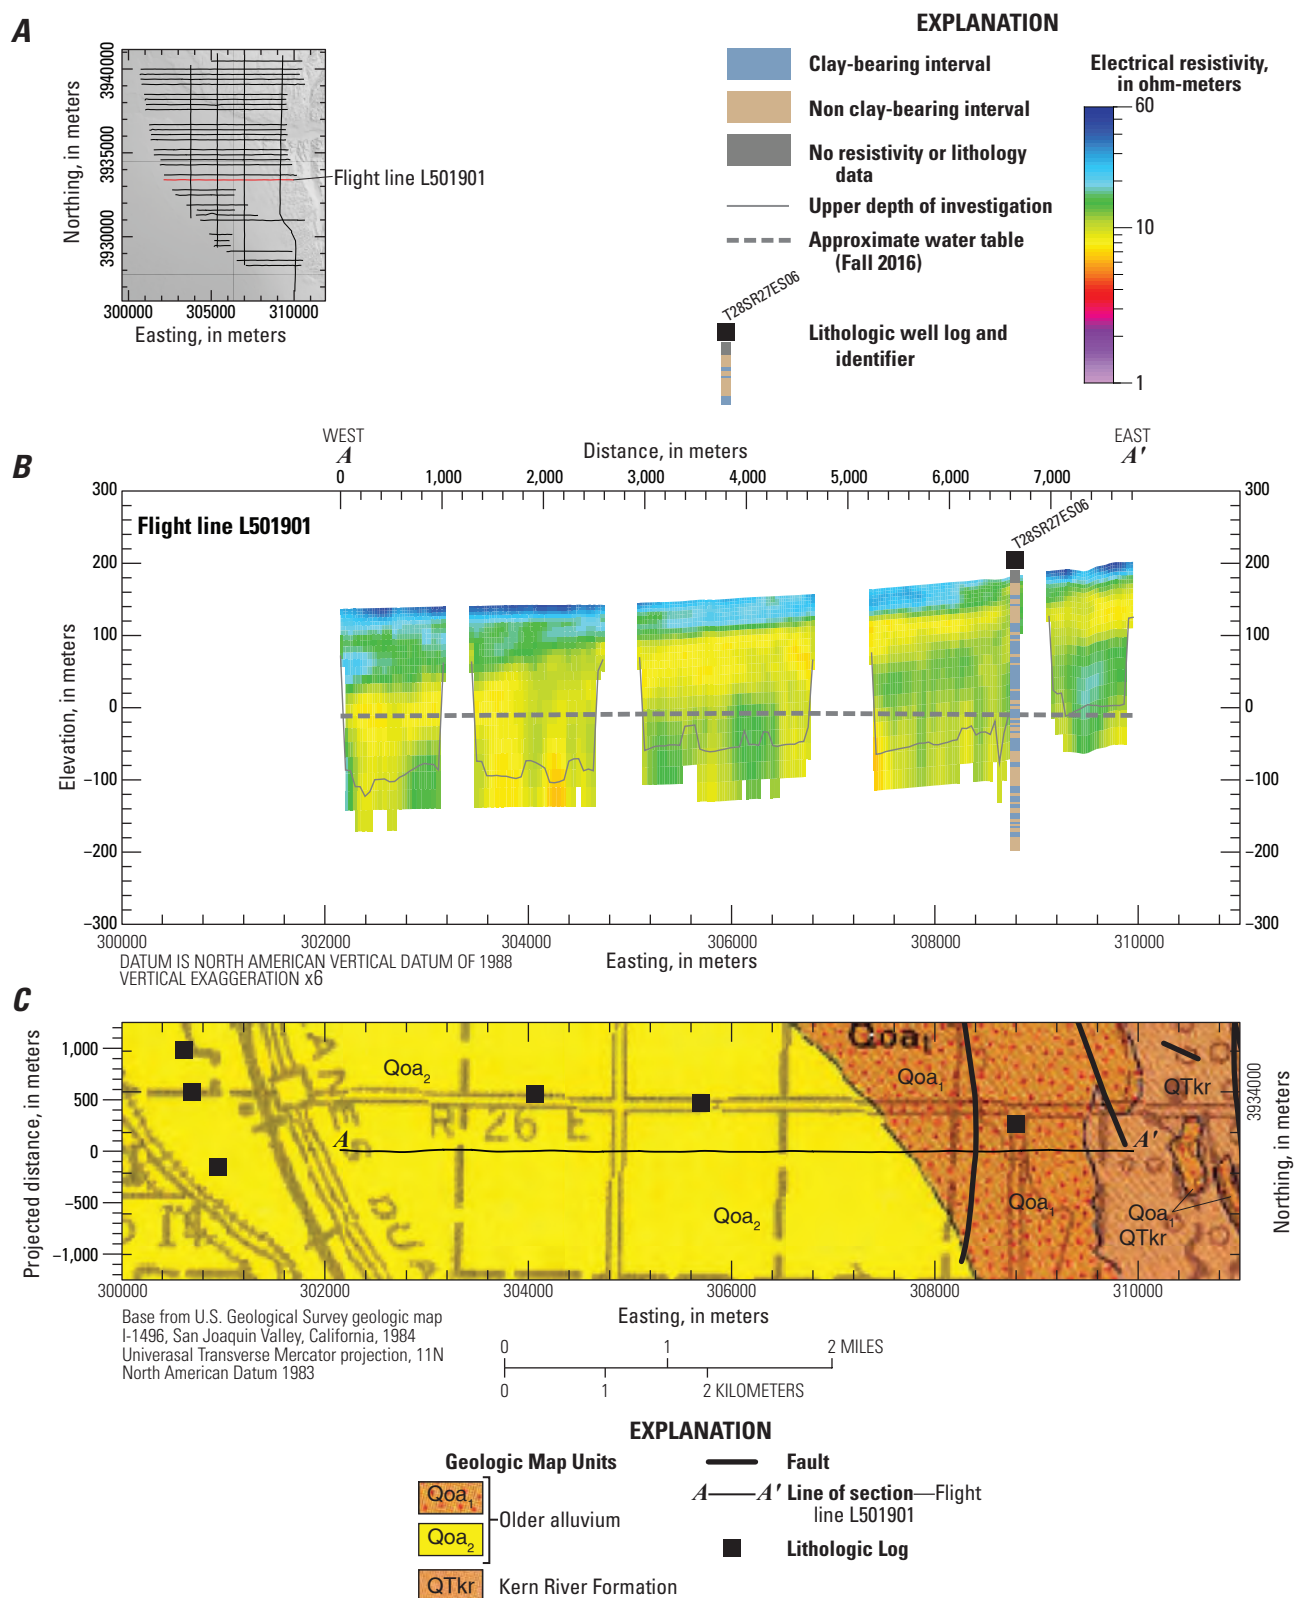 A
Northing, in meters
3940000
3935000
3930000
300000 305000 310000
Easting, in meters
Flight line L501901
EXPLANATION
Clay-bearing interval
Non clay-bearing interval
No resistivity or lithology
data
Upper depth of investigation
Approximate water table
(Fall 2016)
T28SR27ES06
Lithologic well log and
identifier
Electrical resistivity,
in ohm-meters
60
10
1
B
WEST
A
EAST
A'
Distance, in meters
0 1,000 2,000 3,000 4,000 5,000 6,000 7,000
Flight line L501901
T28SR27ES06
Elevation, in meters
300 300
200 200
100 100
0 0
−100 −100
−200 −200
−300 −300
300000 302000 304000 306000 308000 310000
Easting, in meters
DATUM IS NORTH AMERICAN VERTICAL DATUM OF 1988
VERTICAL EXAGGERATION x6
C
Projected distance, in meters
1,000
500
0
−500
−1,000
Qoa2
Qoa1
Qoa1
QTkr
R 26 E
A
A'
Qoa2
Qoa1
Qoa1
QTkr
3934000
Northing, in meters
300000 302000 304000 306000 308000 310000
Easting, in meters
Base from U.S. Geological Survey geologic map
I-1496, San Joaquin Valley, California, 1984
Univerasal Transverse Mercator projection, 11N
North American Datum 1983
0 1 2 MILES
0 1 2 KILOMETERS
EXPLANATION
Geologic Map Units
Qoa1
Qoa2
Older alluvium
QTkr Kern River Formation
Fault
A A' Line of section—Flight
line L501901
Lithologic Log